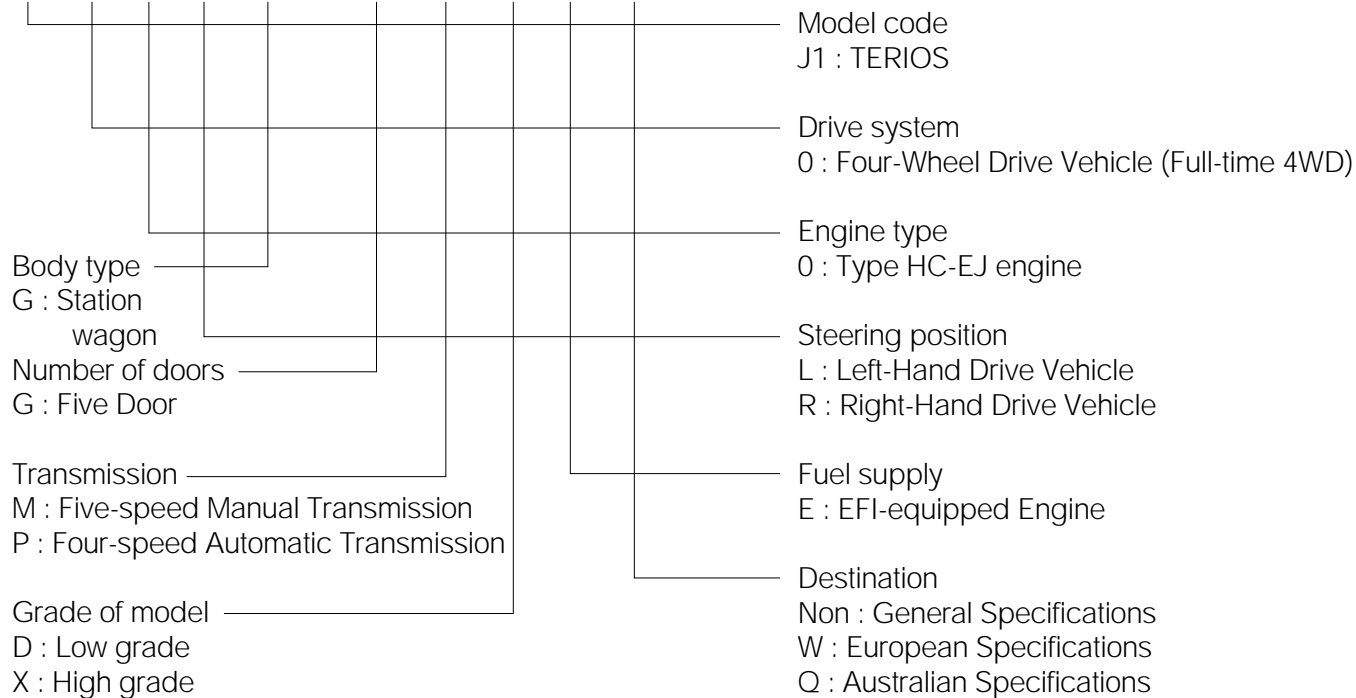 Model code
J1 : TERIOS
Drive system
0 : Four-Wheel Drive Vehicle (Full-time 4WD)
Engine type
0 : Type HC-EJ engine
Body type
G : Station
wagon
Steering position
L : Left-Hand Drive Vehicle
R : Right-Hand Drive Vehicle
Number of doors
G : Five Door
Transmission
M : Five-speed Manual Transmission
P : Four-speed Automatic Transmission
Fuel supply
E : EFI-equipped Engine
Grade of model
D : Low grade
X : High grade
Destination
Non : General Specifications
W : European Specifications
Q : Australian Specifications